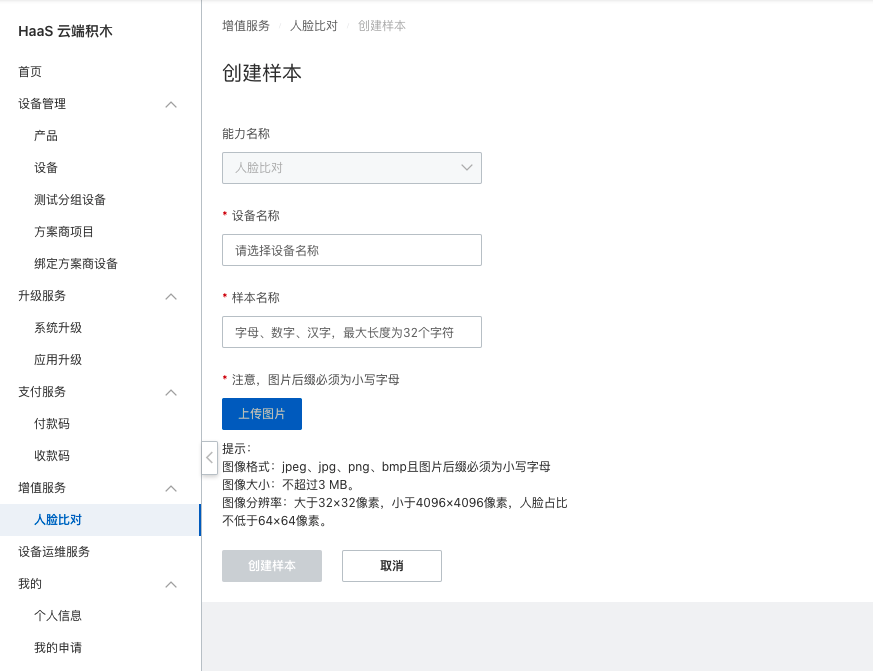 HaaS 云端积木
首页
设备管理
产品
设备
测试分组设备
方案商项目
绑定方案商设备
升级服务
系统升级
应用升级
支付服务
付款码
收款码
增值服务
人脸比对
设备运维服务
我的
个人信息
我的申请
增值服务 人脸比对 创建样本
创建样本
能力名称
人脸比对
* 设备名称
请选择设备名称
* 样本名称
字母、数字、汉字，最大长度为32个字符
* 注意，图片后缀必须为小写字母
上传图片
提示：
图像格式：jpeg、jpg、png、bmp且图片后缀必须为小写字母
图像大小：不超过3 MB。
图像分辨率：大于32×32像素，小于4096×4096像素，人脸占比
不低于64×64像素。
创建样本 取消